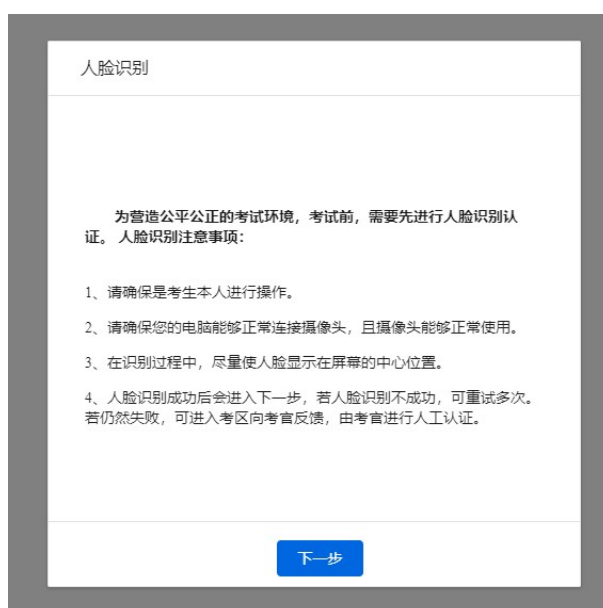 人脸识别
为营造公平公正的考试环境，考试前，需要先进行人脸识别认
证。 人脸识别注意事项：
1、请确保是考生本人进行操作。
2、请确保您的电脑能够正常连接摄像头，且摄像头能够正常使用。
3、在识别过程中，尽量使人脸显示在屏幕的中心位置。
4、人脸识别成功后会进入下一步，若人脸识别不成功，可重试多次。
若仍然失败，可进入考区向考官反馈，由考官进行人工认证。
下一步